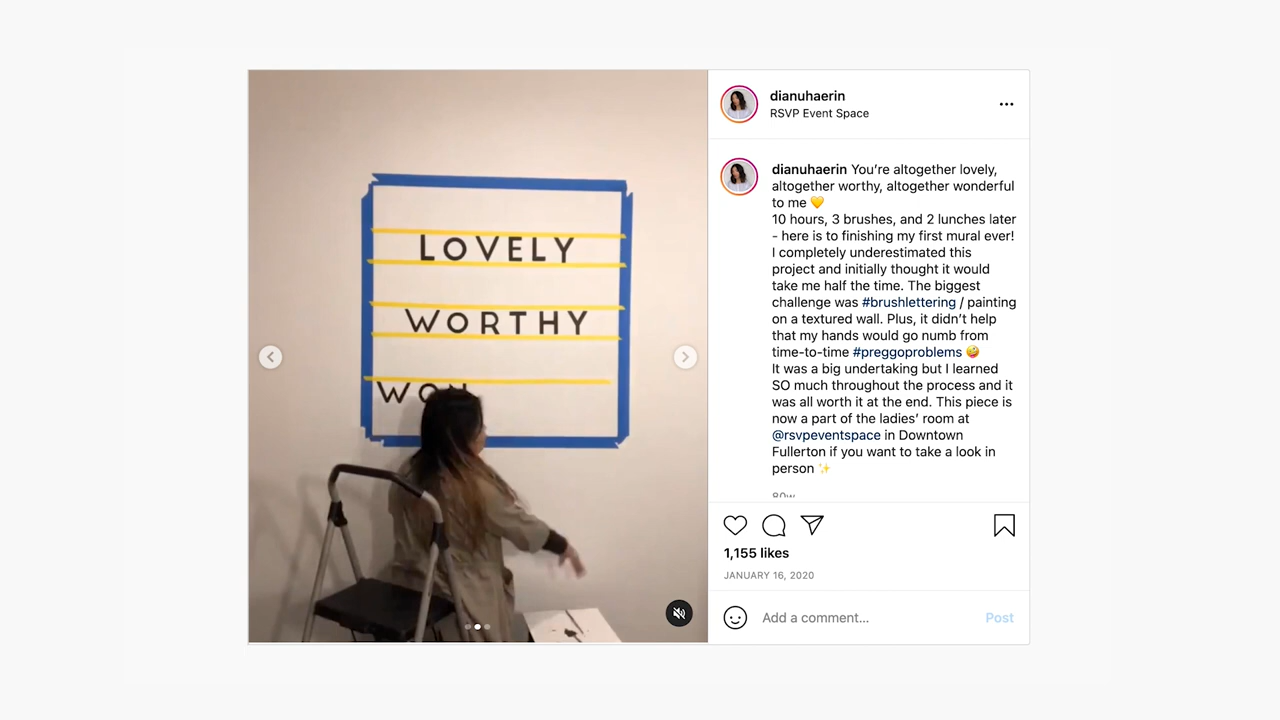 LOVELY
WORTHY
WON
dianuhaerin
RSVP Event Space
dianuhaerin You’re altogether lovely,
altogether worthy, altogether wonderful
to me 💛
10 hours, 3 brushes, and 2 lunches later
- here is to finishing my first mural ever!
I completely underestimated this
project and initially thought it would
take me half the time. The biggest
challenge was #brushlettering / painting
on a textured wall. Plus, it didn’t help
that my hands would go numb from
time-to-time #preggoproblems 🤪
It was a big undertaking but I learned
SO much throughout the process and it
was all worth it at the end. This piece is
now a part of the ladies’ room at
@rsvpeventspace in Downtown
Fullerton if you want to take a look in
person ✨
80w
1,155 likes
JANUARY 16, 2020
Add a comment... Post